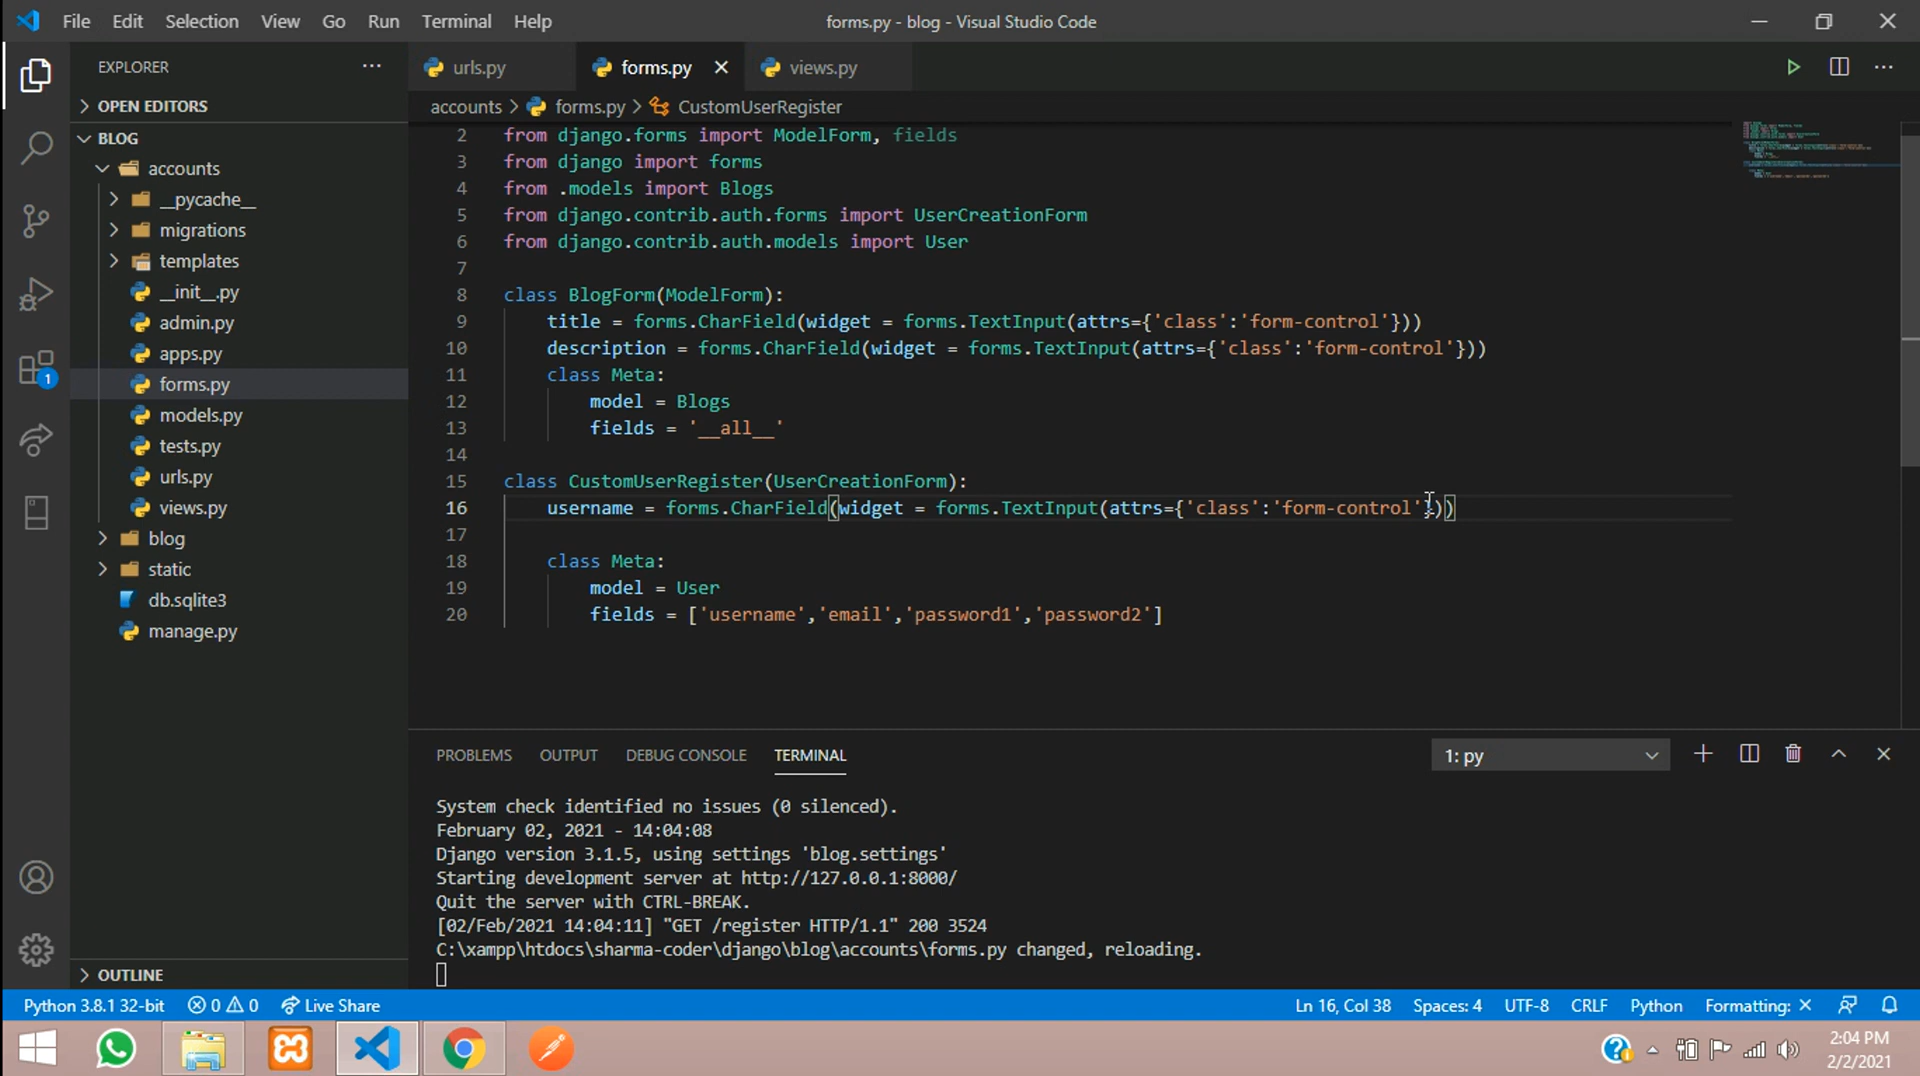 File Edit Selection View Go Run Terminal Help
forms.py - blog - Visual Studio Code
EXPLORER
OPEN EDITORS
BLOG
accounts
__pycache__
migrations
templates
__init__.py
admin.py
apps.py
forms.py
models.py
tests.py
urls.py
views.py
blog
static
db.sqlite3
manage.py
OUTLINE
1
urls.py forms.py views.py
accounts > forms.py > CustomUserRegister
2 from django.forms import ModelForm, fields
3 from django import forms
4 from .models import Blogs
5 from django.contrib.auth.forms import UserCreationForm
6 from django.contrib.auth.models import User
7
8 class BlogForm(ModelForm):
9 title = forms.CharField(widget = forms.TextInput(attrs={'class':'form-control'}))
10 description = forms.CharField(widget = forms.TextInput(attrs={'class':'form-control'}))
11 class Meta:
12 model = Blogs
13 fields = '__all__'
14
15 class CustomUserRegister(UserCreationForm):
16 username = forms.CharField(widget = forms.TextInput(attrs={'class':'form-control'}))
17
18 class Meta:
19 model = User
20 fields = ['username','email','password1','password2']
PROBLEMS OUTPUT DEBUG CONSOLE TERMINAL
1: py
System check identified no issues (0 silenced).
February 02, 2021 - 14:04:08
Django version 3.1.5, using settings 'blog.settings'
Starting development server at http://127.0.0.1:8000/
Quit the server with CTRL-BREAK.
[02/Feb/2021 14:04:11] "GET /register HTTP/1.1" 200 3524
C:\xampp\htdocs\sharma-coder\django\blog\accounts\forms.py changed, reloading.
Python 3.8.1 32-bit 0 0 Live Share
Ln 16, Col 38 Spaces: 4 UTF-8 CRLF Python Formatting: ×
2:04 PM
2/2/2021